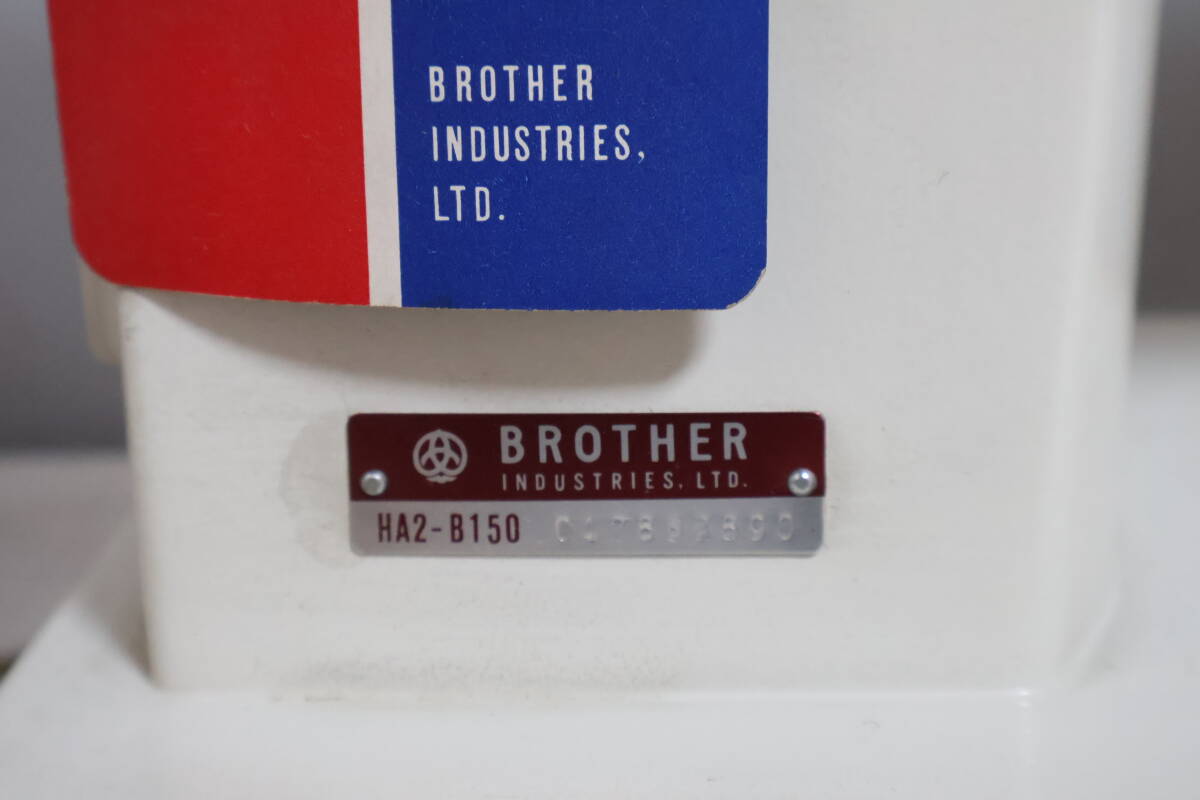 BROTHER
INDUSTRIES,
LTD.
BROTHER
INDUSTRIES, LTD.
HA2-B150